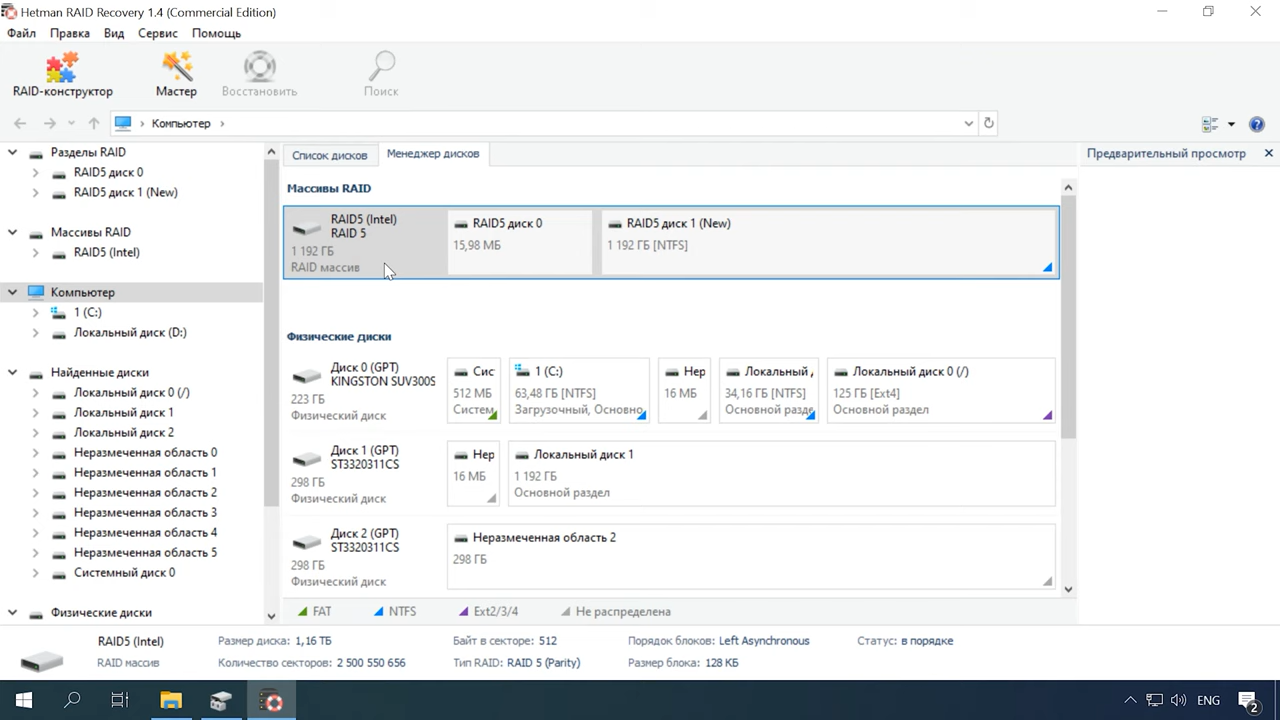 Hetman RAID Recovery 1.4 (Commercial Edition)
Файл Правка Вид Сервис Помощь
RAID-конструктор Мастер Восстановить Поиск
Компьютер
Разделы RAID
RAID5 диск 0
RAID5 диск 1 (New)
Массивы RAID
RAID5 (Intel)
Компьютер
1 (C:)
Локальный диск (D:)
Найденные диски
Локальный диск 0 (/)
Локальный диск 1
Локальный диск 2
Неразмеченная область 0
Неразмеченная область 1
Неразмеченная область 2
Неразмеченная область 3
Неразмеченная область 4
Неразмеченная область 5
Системный диск 0
Физические диски
Список дисков Менеджер дисков
Массивы RAID
RAID5 (Intel)
RAID 5
1 192 ГБ
RAID массив
RAID5 диск 0
15,98 МБ
RAID5 диск 1 (New)
1 192 ГБ [NTFS]
Физические диски
Диск 0 (GPT)
KINGSTON SUV300S
223 ГБ
Физический диск
Сис
512 МБ
Систем
1 (C:)
63,48 ГБ [NTFS]
Загрузочный, Основно
Нер
16 МБ
Локальный
34,16 ГБ [NTFS]
Основной разде
Локальный диск 0 (/)
125 ГБ [Ext4]
Основной раздел
Диск 1 (GPT)
ST3320311CS
298 ГБ
Физический диск
Нер
16 МБ
Локальный диск 1
1 192 ГБ
Основной раздел
Диск 2 (GPT)
ST3320311CS
298 ГБ
Физический диск
Неразмеченная область 2
298 ГБ
FAT NTFS Ext2/3/4 Не распределена
Предварительный просмотр
RAID5 (Intel) Размер диска: 1,16 ТБ Байт в секторе: 512 Порядок блоков: Left Asynchronous Статус: в порядке
RAID массив Количество секторов: 2 500 550 656 Тип RAID: RAID 5 (Parity) Размер блока: 128 КБ
ENG
2